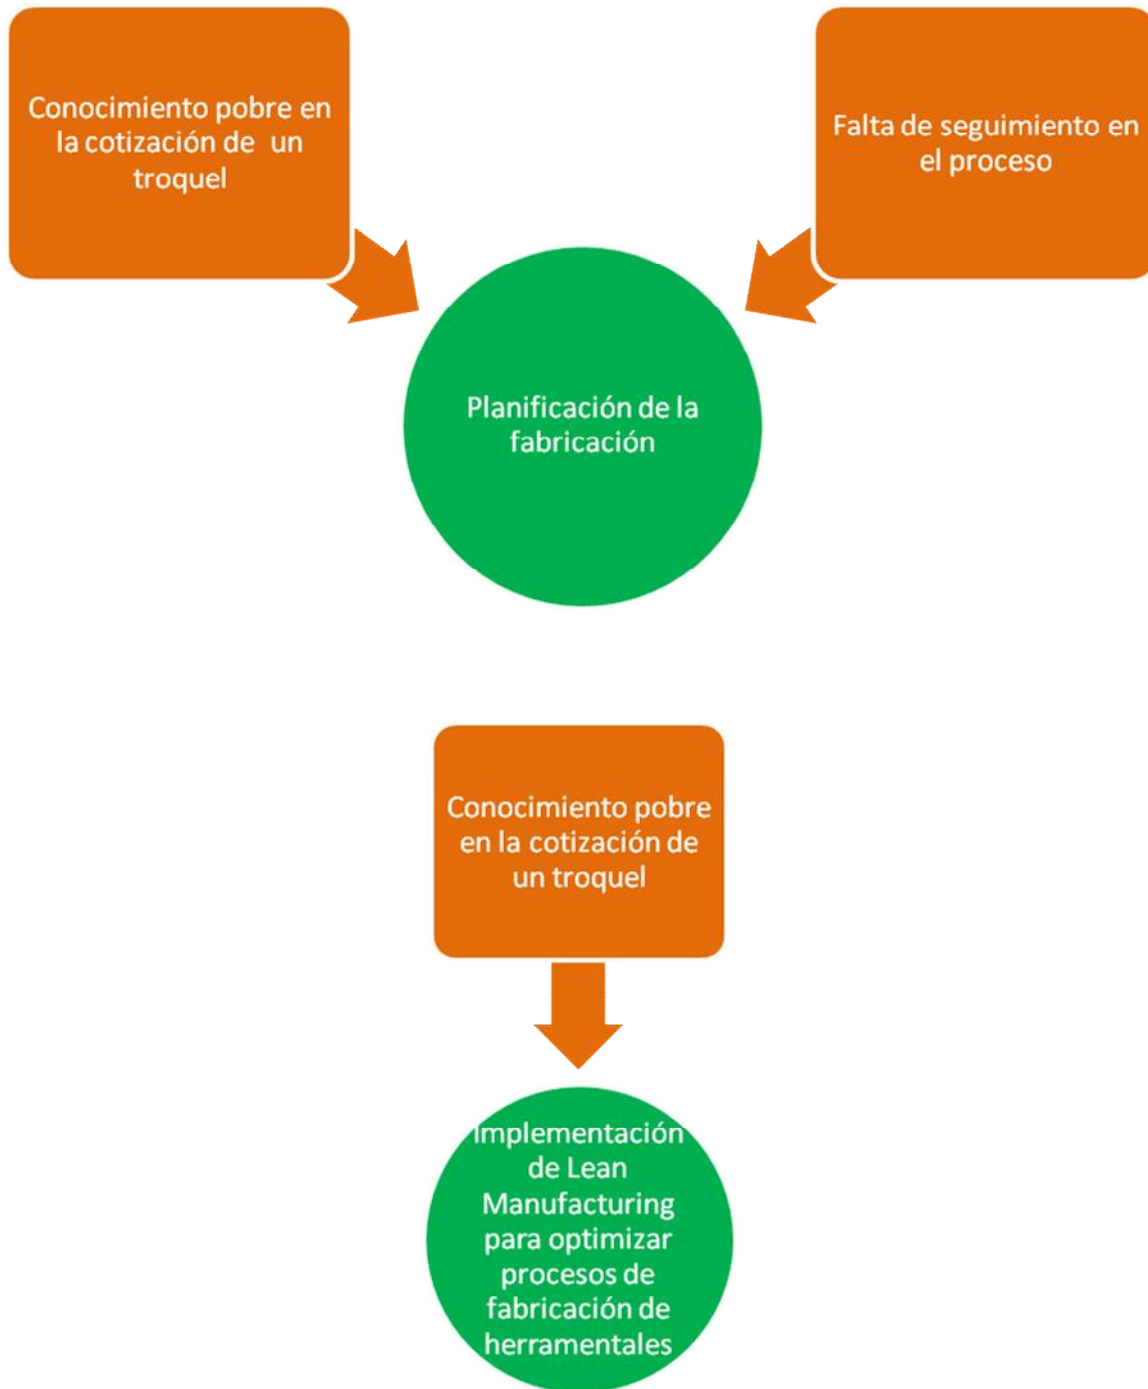 Conocimiento pobre en
la cotización de un
troquel
Falta de seguimiento en
el proceso
Planificación de la
fabricación
Conocimiento pobre
en la cotización de
un troquel
Implementación
de Lean
Manufacturing
para optimizar
procesos de
fabricación de
herramentales